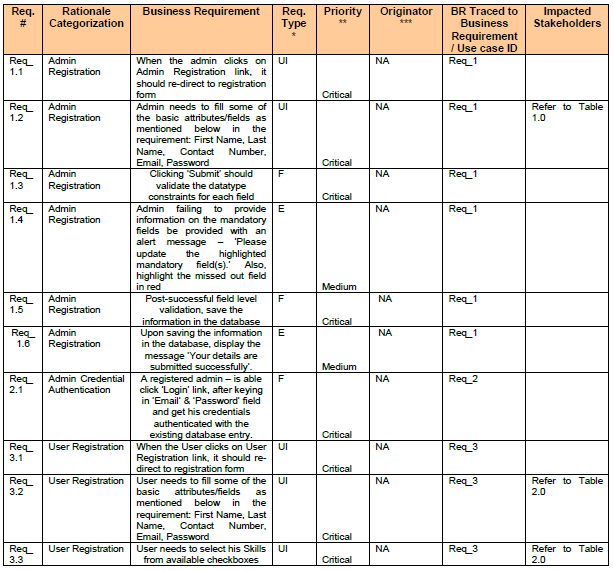 Req. # | Rationale Categorization | Business Requirement | Req. Type * | Priority ** | Originator *** | BR Traced to Business Requirement / Use case ID | Impacted Stakeholders
Req_ 1.1 | Admin Registration | When the admin clicks on Admin Registration link, it should re-direct to registration form | UI | Critical | NA | Req_1
Req_ 1.2 | Admin Registration | Admin needs to fill some of the basic attributes/fields as mentioned below in the requirement: First Name, Last Name, Contact Number, Email, Password | UI | Critical | NA | Req_1 | Refer to Table 1.0
Req_ 1.3 | Admin Registration | Clicking 'Submit' should validate the datatype constraints for each field | F | Critical | NA | Req_1
Req_ 1.4 | Admin Registration | Admin failing to provide information on the mandatory fields be provided with an alert message – 'Please update the highlighted mandatory field(s).' Also, highlight the missed out field in red | E | Medium | NA | Req_1
Req_ 1.5 | Admin Registration | Post-successful field level validation, save the information in the database | F | Critical | NA | Req_1
Req_ 1.6 | Admin Registration | Upon saving the information in the database, display the message 'Your details are submitted successfully'. | E | Medium | NA | Req_1
Req_ 2.1 | Admin Credential Authentication | A registered admin – is able click 'Login' link, after keying in 'Email' & 'Password' field and get his credentials authenticated with the existing database entry. | F | Critical | NA | Req_2
Req_ 3.1 | User Registration | When the User clicks on User Registration link, it should re-direct to registration form | UI | Critical | NA | Req_3
Req_ 3.2 | User Registration | User needs to fill some of the basic attributes/fields as mentioned below in the requirement: First Name, Last Name, Contact Number, Email, Password | UI | Critical | NA | Req_3 | Refer to Table 2.0
Req_ 3.3 | User Registration | User needs to select his Skills from available checkboxes | UI | Critical | NA | Req_3 | Refer to Table 2.0